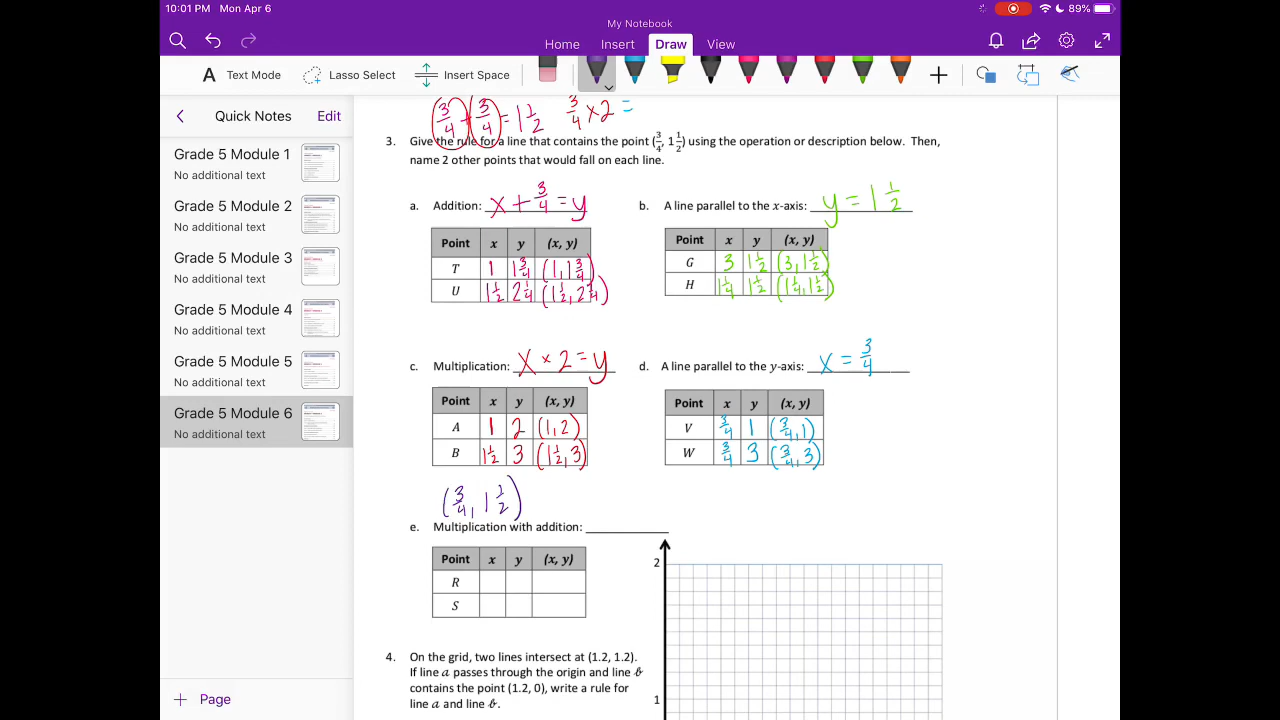 10:01 PM Mon Apr 6
89%
My Notebook
Home Insert Draw View
Text Mode Lasso Select Insert Space
Quick Notes Edit
Grade 5 Module 1
No additional text
Grade 5 Module 2
No additional text
Grade 5 Module 3
No additional text
Grade 5 Module 4
No additional text
Grade 5 Module 5
No additional text
Grade 5 Module 6
No additional text
Page
3/4 + 3/4 = 1 1/2 3/4 × 2 =
3. Give the rule for a line that contains the point (3/4, 1 1/2) using the operation or description below. Then,
name 2 other points that would fall on each line.
a. Addition: x + 3/4 = y
Point x y (x, y)
T 1 1 3/4 (1, 1 3/4)
U 1 1/2 2 1/4 (1 1/2, 2 1/4)
b. A line parallel to the x-axis: y = 1 1/2
Point x y (x, y)
G 3 1 1/2 (3, 1 1/2)
H 1 1/4 1 1/2 (1 1/4, 1 1/2)
c. Multiplication: x × 2 = y
Point x y (x, y)
A 1 2 (1, 2)
B 1 1/2 3 (1 1/2, 3)
d. A line parallel to the y-axis: x = 3/4
Point x y (x, y)
V 3/4 1 (3/4, 1)
W 3/4 3 (3/4, 3)
(3/4, 1 1/2)
e. Multiplication with addition:
Point x y (x, y)
R
S
4. On the grid, two lines intersect at (1.2, 1.2).
If line a passes through the origin and line b
contains the point (1.2, 0), write a rule for
line a and line b.
2
1